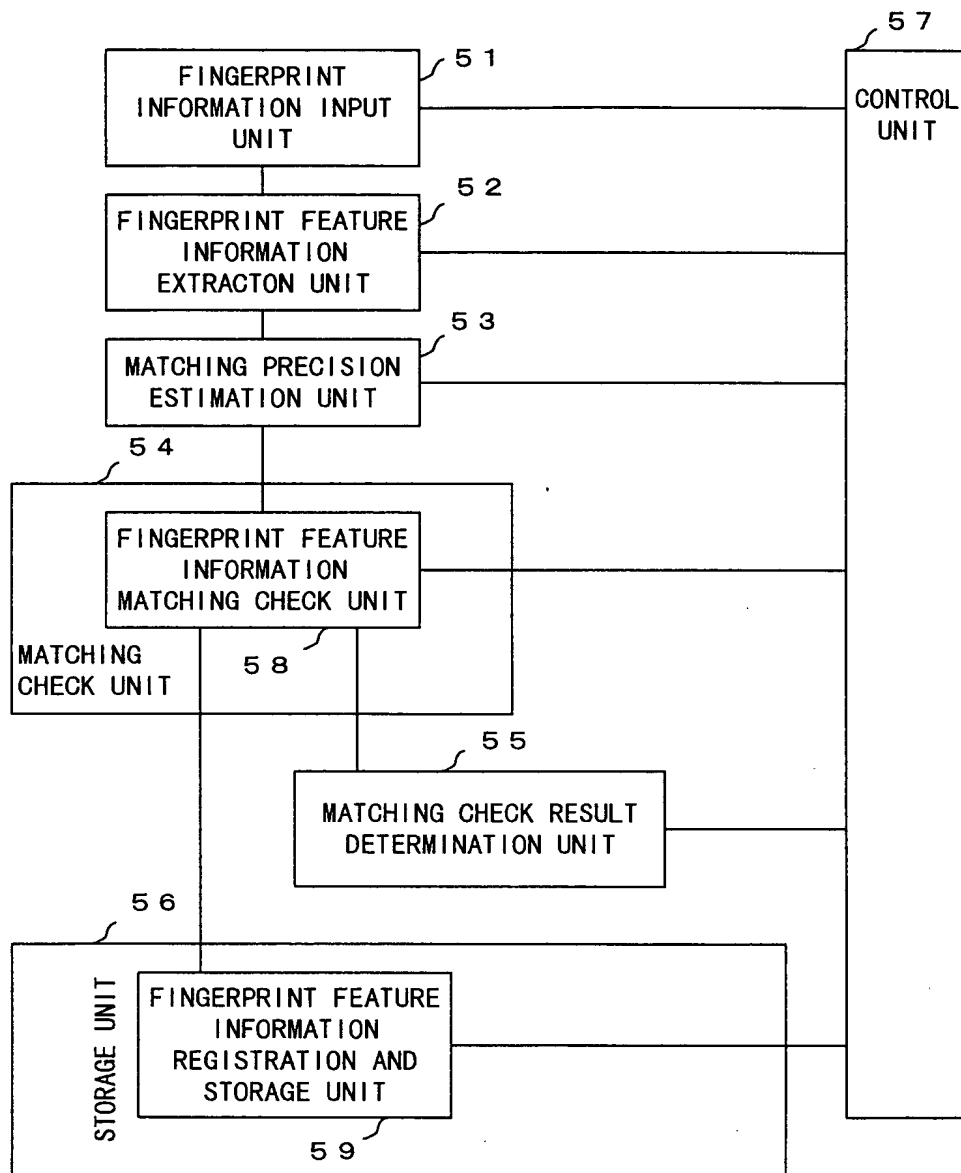 57
51
FINGERPRINT
INFORMATION INPUT
UNIT
CONTROL
UNIT
52
FINGERPRINT FEATURE
INFORMATION
EXTRACTON UNIT
53
MATCHING PRECISION
ESTIMATION UNIT
54
FINGERPRINT FEATURE
INFORMATION
MATCHING CHECK UNIT
58
MATCHING
CHECK UNIT
55
MATCHING CHECK RESULT
DETERMINATION UNIT
56
STORAGE UNIT
FINGERPRINT FEATURE
INFORMATION
REGISTRATION AND
STORAGE UNIT
59